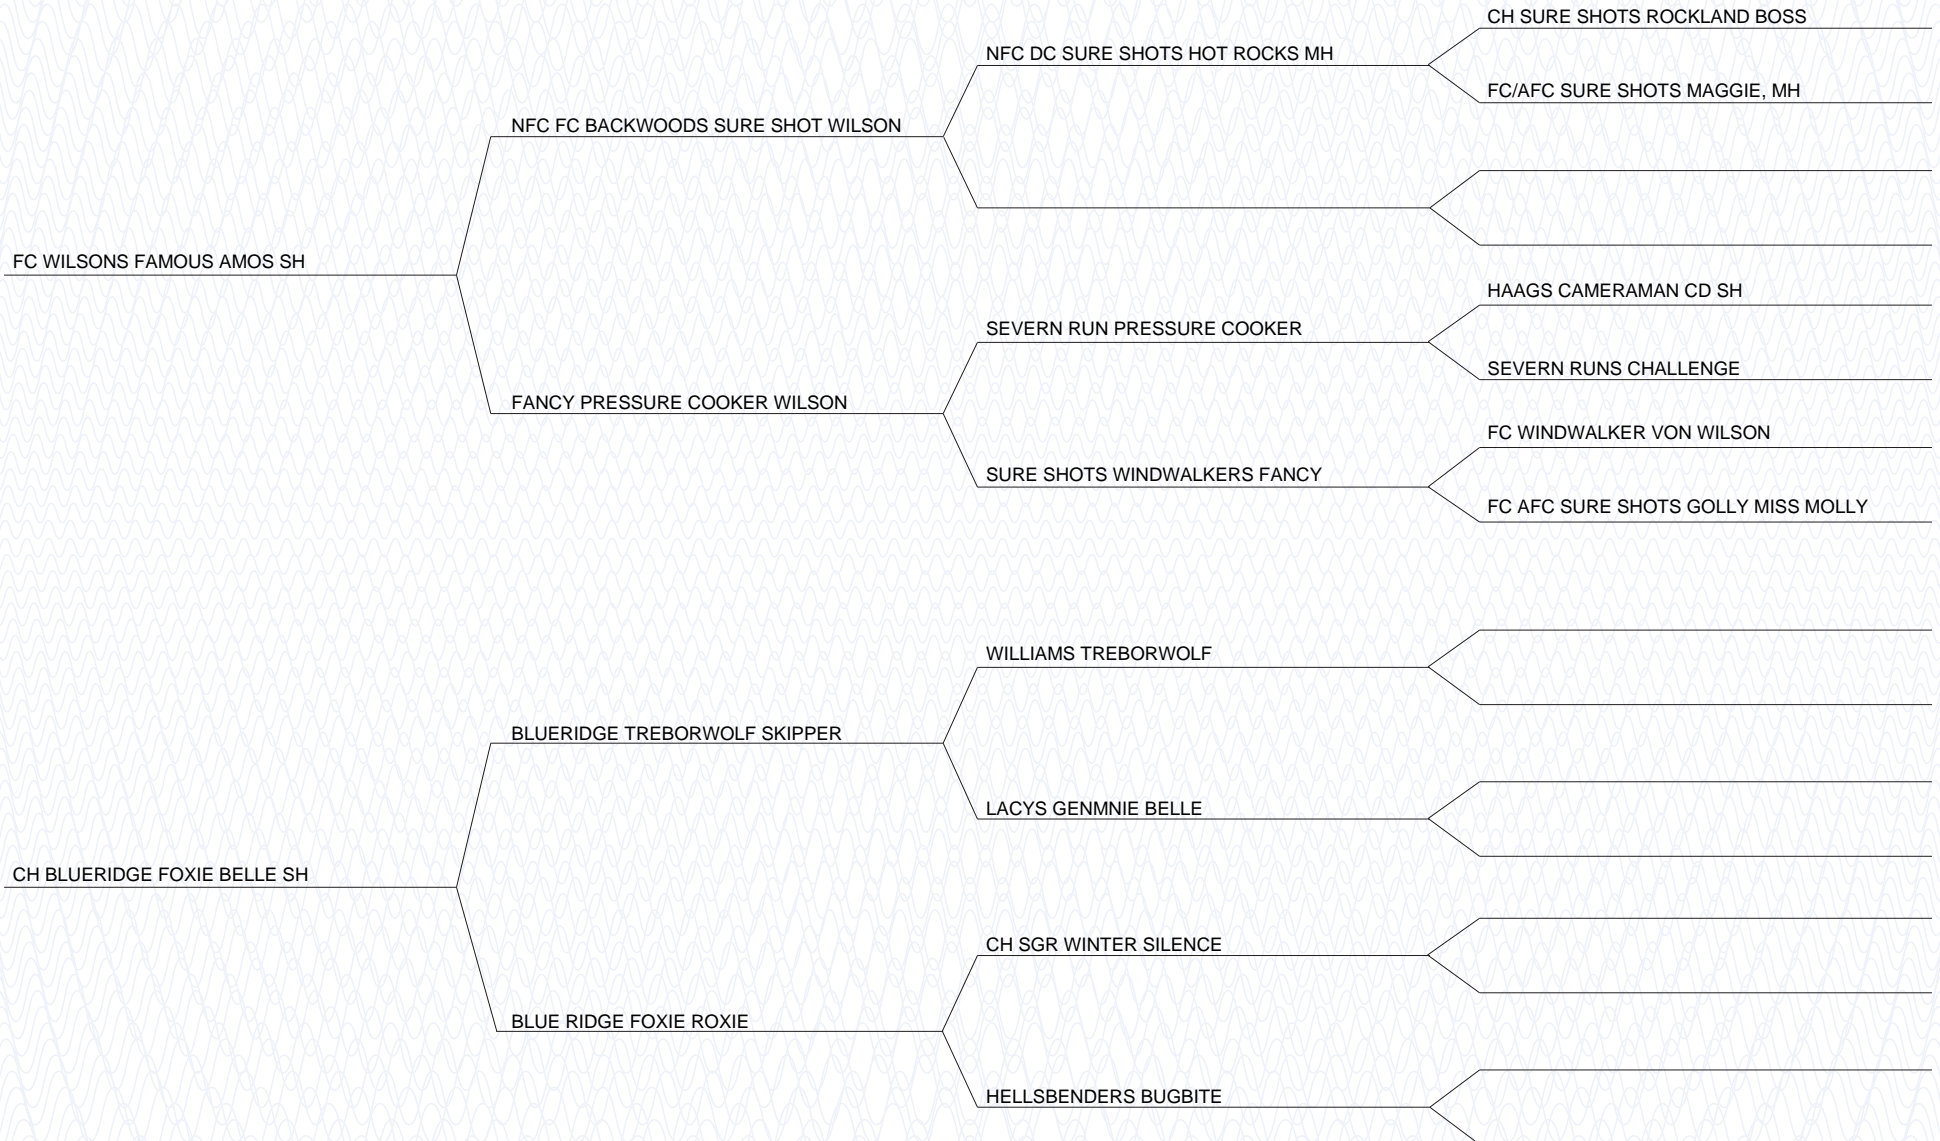 CH SURE SHOTS ROCKLAND BOSS
NFC DC SURE SHOTS HOT ROCKS MH
FC/AFC SURE SHOTS MAGGIE, MH
NFC FC BACKWOODS SURE SHOT WILSON
FC WILSONS FAMOUS AMOS SH
HAAGS CAMERAMAN CD SH
SEVERN RUN PRESSURE COOKER
SEVERN RUNS CHALLENGE
FANCY PRESSURE COOKER WILSON
FC WINDWALKER VON WILSON
SURE SHOTS WINDWALKERS FANCY
FC AFC SURE SHOTS GOLLY MISS MOLLY
WILLIAMS TREBORWOLF
BLUERIDGE TREBORWOLF SKIPPER
LACYS GENMNIE BELLE
CH BLUERIDGE FOXIE BELLE SH
CH SGR WINTER SILENCE
BLUE RIDGE FOXIE ROXIE
HELLSBENDERS BUGBITE